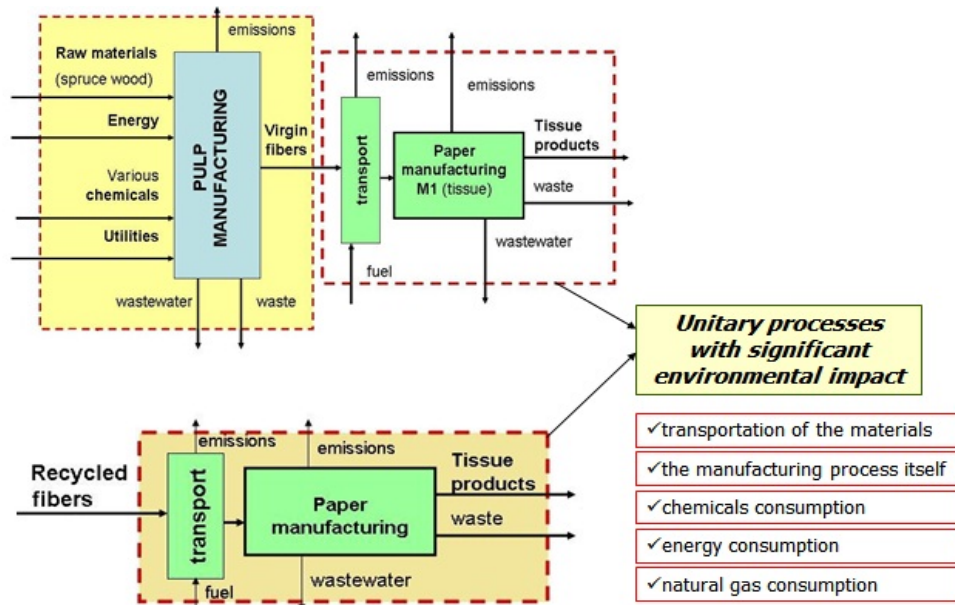 emissions
Raw materials
(spruce wood)
Energy
Various
chemicals
Utilities
PULP
MANUFACTURING
wastewater
waste
Virgin
fibers
emissions
emissions
transport
fuel
Paper
manufacturing
M1 (tissue)
Tissue
products
waste
wastewater
Unitary processes
with significant
environmental impact
✓transportation of the materials
✓the manufacturing process itself
✓chemicals consumption
✓energy consumption
✓natural gas consumption
Recycled
fibers
emissions
emissions
transport
fuel
Paper
manufacturing
Tissue
products
waste
wastewater